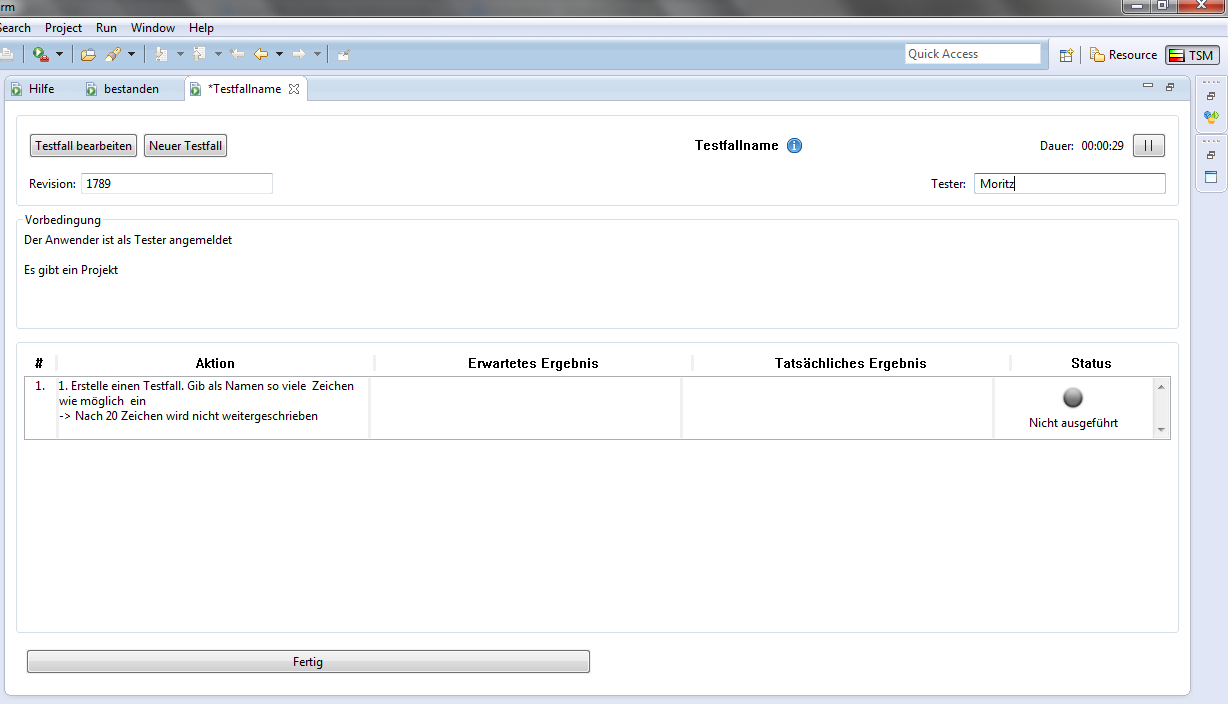 rm
Search Project Run Window Help
Quick Access
Resource
TSM
Hilfe
bestanden
*Testfallname
Testfall bearbeiten
Neuer Testfall
Testfallname
Dauer: 00:00:29
Revision: 1789
Tester: Moritz
Vorbedingung
Der Anwender ist als Tester angemeldet
Es gibt ein Projekt
# Aktion Erwartetes Ergebnis Tatsächliches Ergebnis Status
1. 1. Erstelle einen Testfall. Gib als Namen so viele Zeichen
wie möglich ein
-> Nach 20 Zeichen wird nicht weitergeschrieben
Nicht ausgeführt
Fertig